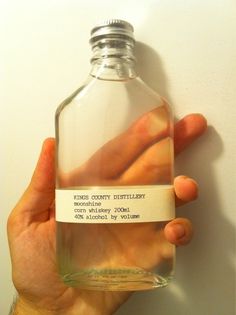 KINGS COUNTY DISTILLERY
moonshine
corn whiskey 200ml
40% alcohol by volume